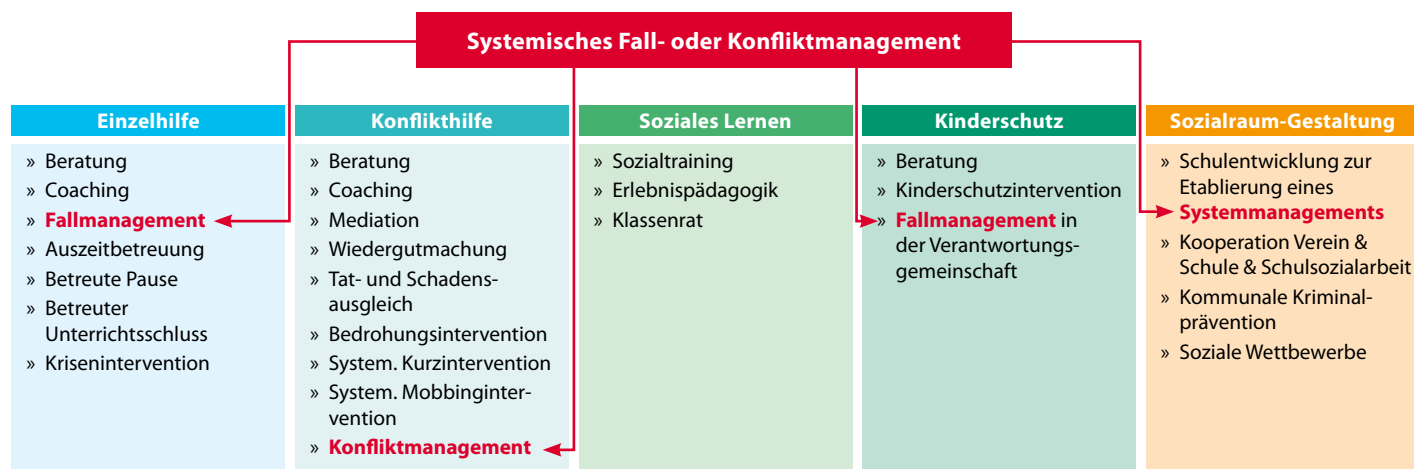 Systemisches Fall- oder Konfliktmanagement
Einzelhilfe
» Beratung
» Coaching
» Fallmanagement
» Auszeitbetreuung
» Betreute Pause
» Betreuter
Unterrichtsschluss
» Krisenintervention
Konflikthilfe
» Beratung
» Coaching
» Mediation
» Wiedergutmachung
» Tat- und Schadens-
ausgleich
» Bedrohungsintervention
» System. Kurzintervention
» System. Mobbinginter-
vention
» Konfliktmanagement
Soziales Lernen
» Sozialtraining
» Erlebnispädagogik
» Klassenrat
Kinderschutz
» Beratung
» Kinderschutzintervention
» Fallmanagement in
der Verantwortungs-
gemeinschaft
Sozialraum-Gestaltung
» Schulentwicklung zur
Etablierung eines
Systemmanagements
» Kooperation Verein &
Schule & Schulsozialarbeit
» Kommunale Kriminal-
prävention
» Soziale Wettbewerbe